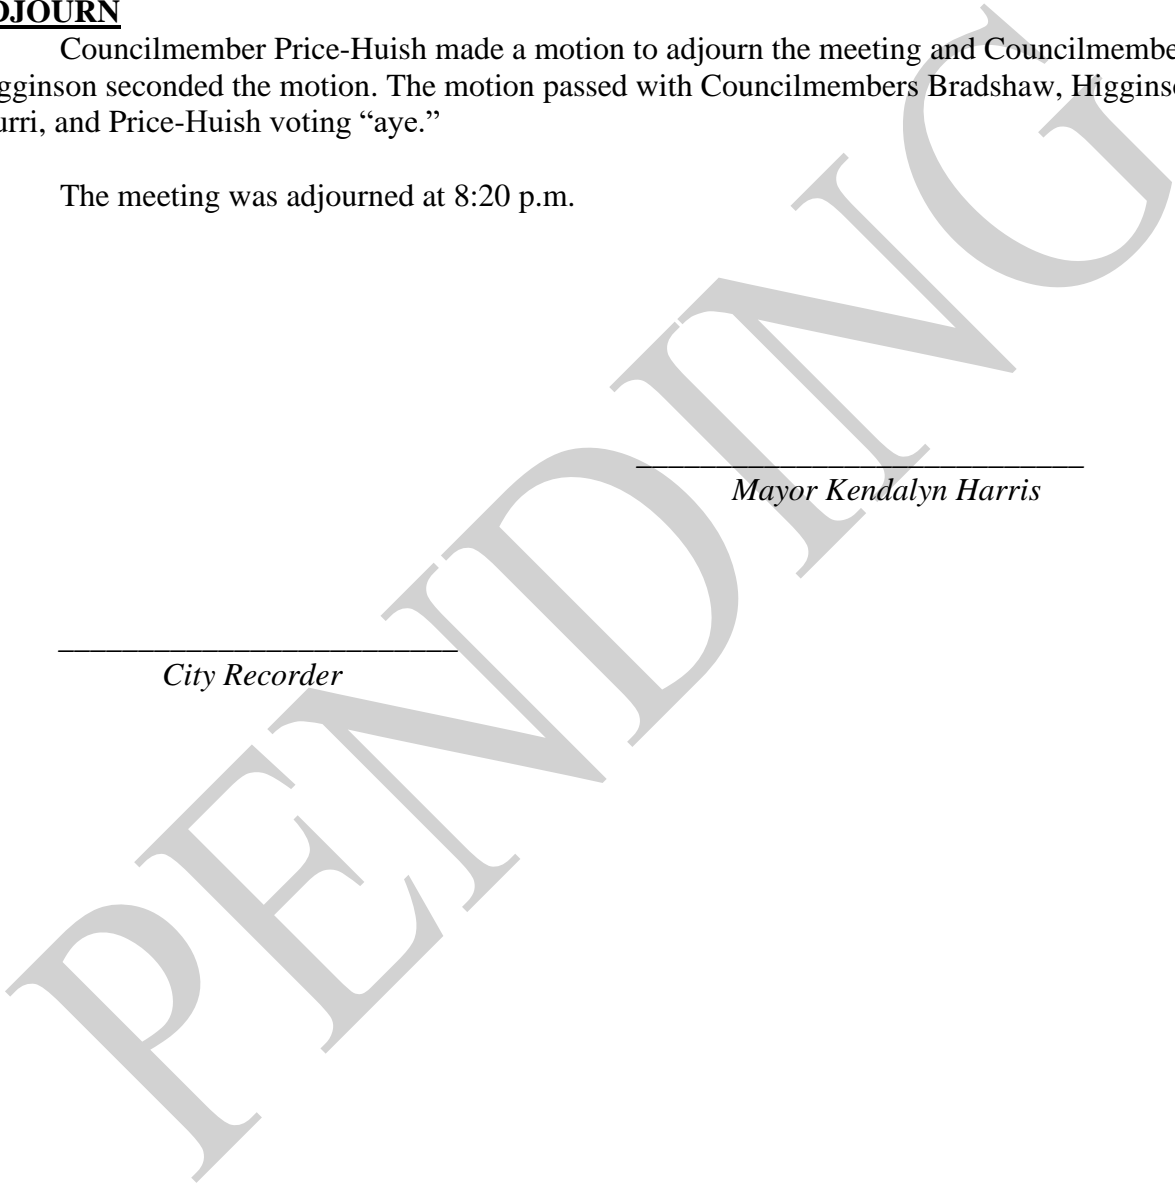 DJOURN
Councilmember Price-Huish made a motion to adjourn the meeting and Councilmembe
gginson seconded the motion. The motion passed with Councilmembers Bradshaw, Higginso
urri, and Price-Huish voting “aye.”
The meeting was adjourned at 8:20 p.m.
Mayor Kendalyn Harris
City Recorder
PENDING